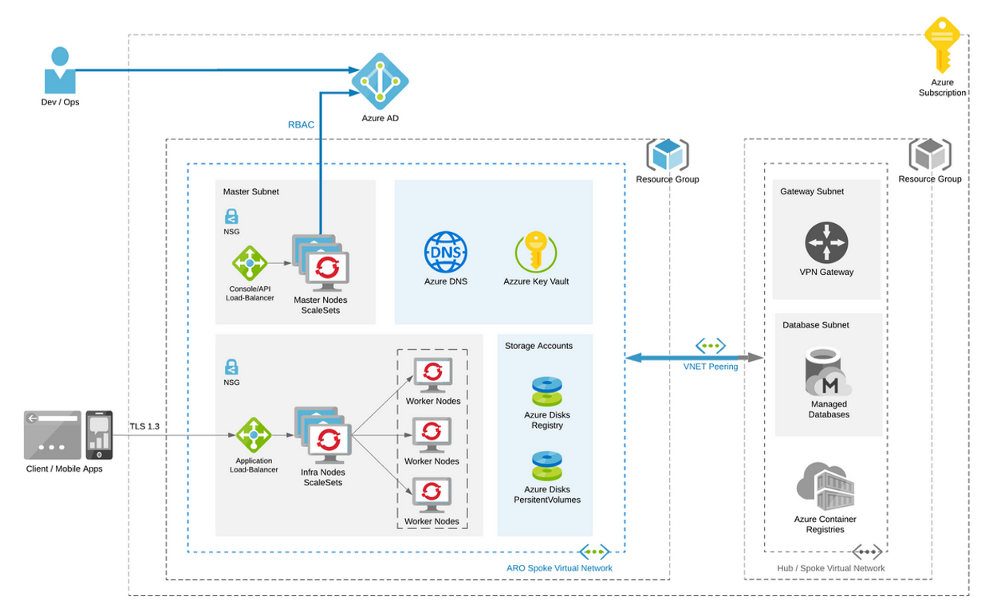 Azure
Subscription
Dev / Ops
Azure AD
RBAC
Resource Group
Resource Group
Master Subnet
NSG
Console/API
Load-Balancer
Master Nodes
ScaleSets
DNS
Azure DNS
Azzure Key Vault
Gateway Subnet
VPN Gateway
NSG
TLS 1.3
Client / Mobile Apps
Application
Load-Balancer
Infra Nodes
ScaleSets
Worker Nodes
Worker Nodes
Worker Nodes
Storage Accounts
Azure Disks
Registry
Azure Disks
PersitentVolumes
VNET Peering
Database Subnet
M
Managed
Databases
Azure Container
Registries
ARO Spoke Virtual Network
Hub / Spoke Virtual Network